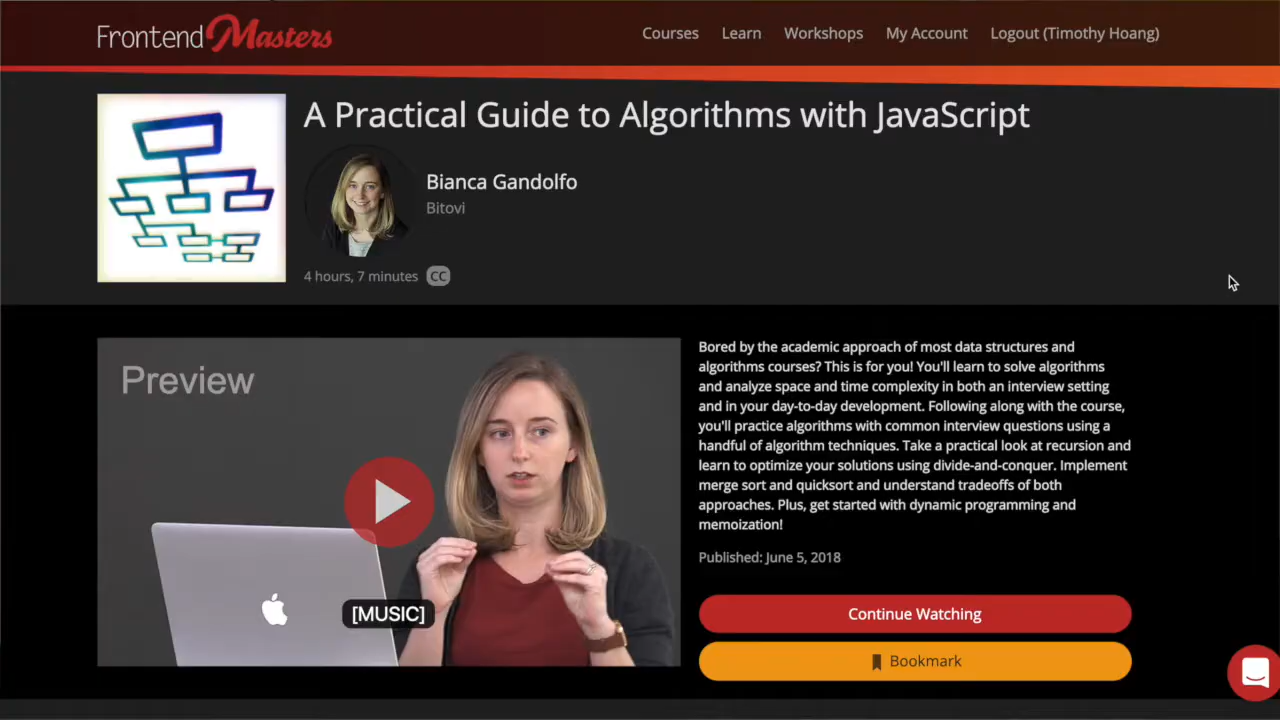 Frontend Masters
Courses Learn Workshops My Account Logout (Timothy Hoang)
A Practical Guide to Algorithms with JavaScript
Bianca Gandolfo
Bitovi
4 hours, 7 minutes CC
Preview
[MUSIC]
Bored by the academic approach of most data structures and
algorithms courses? This is for you! You'll learn to solve algorithms
and analyze space and time complexity in both an interview setting
and in your day-to-day development. Following along with the course,
you'll practice algorithms with common interview questions using a
handful of algorithm techniques. Take a practical look at recursion and
learn to optimize your solutions using divide-and-conquer. Implement
merge sort and quicksort and understand tradeoffs of both
approaches. Plus, get started with dynamic programming and
memoization!
Published: June 5, 2018
Continue Watching
Bookmark